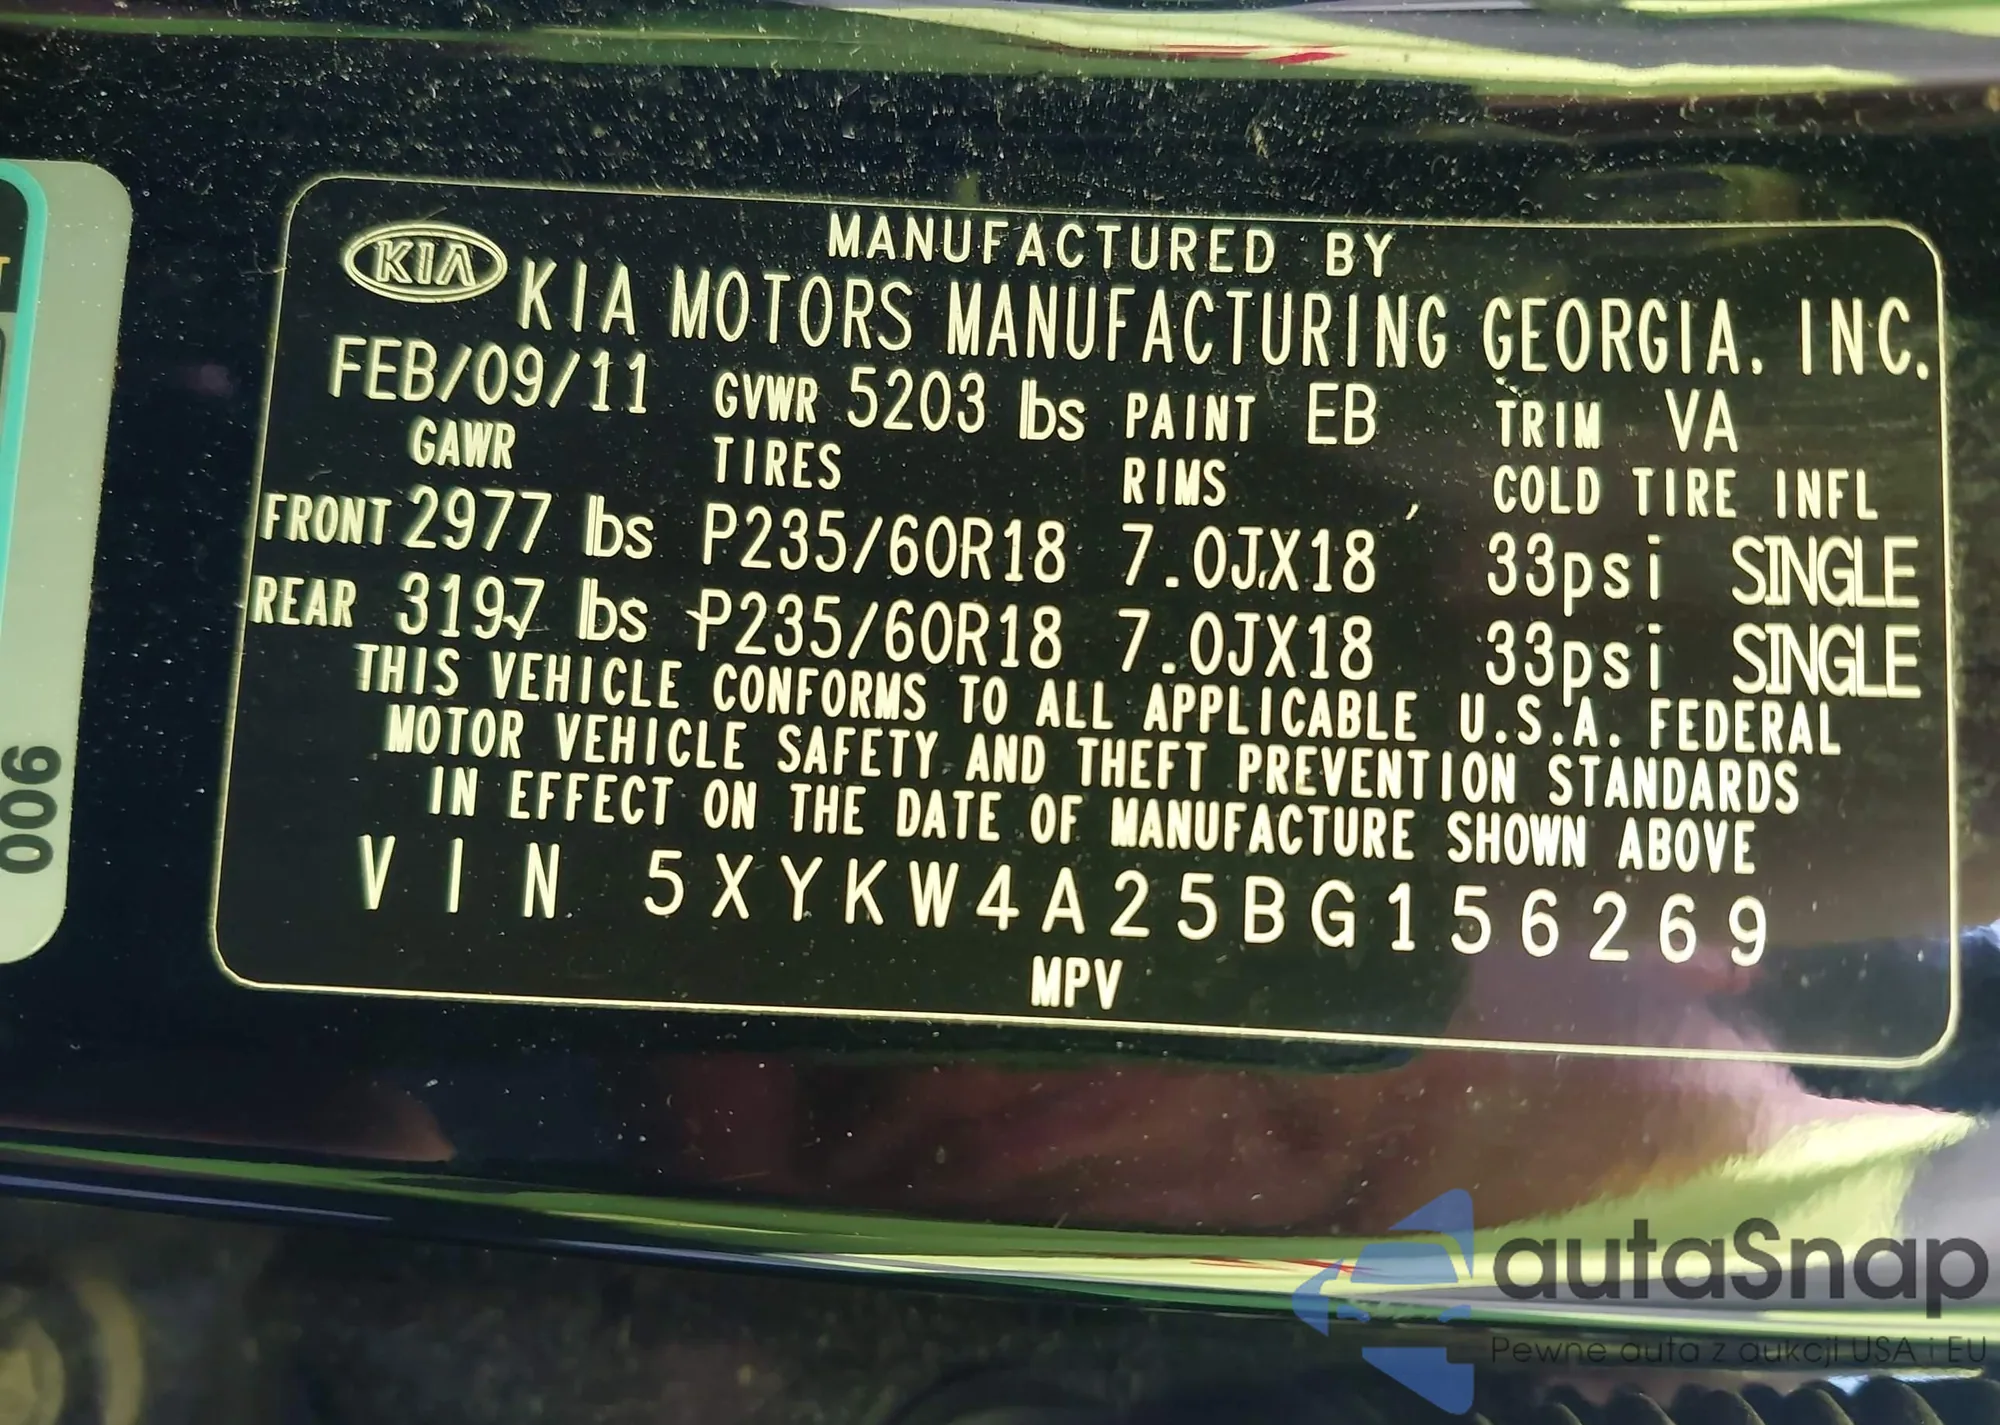 MANUFACTURED BY
KIA KIA MOTORS MANUFACTURING GEORGIA, INC.
FEB/09/11 GVWR 5203 lbs PAINT EB TRIM VA
GAWR TIRES RIMS COLD TIRE INFL
FRONT 2977 lbs P235/60R18 7.0JX18 33psi SINGLE
REAR 3197 lbs P235/60R18 7.0JX18 33psi SINGLE
THIS VEHICLE CONFORMS TO ALL APPLICABLE U.S.A. FEDERAL
MOTOR VEHICLE SAFETY AND THEFT PREVENTION STANDARDS
IN EFFECT ON THE DATE OF MANUFACTURE SHOWN ABOVE
VIN 5XYKW4A25BG156269
MPV
006
T
autaSnap
Pewne auta z aukcji USA i EU